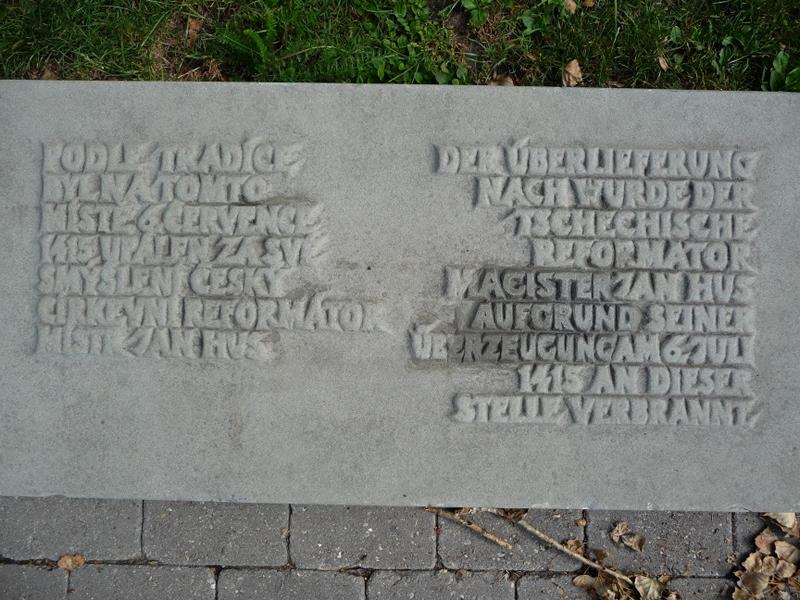 PODLE TRADICE
BYL NA TOMTO
MÍSTĚ 6. ČERVENCE
1415 UPÁLEN ZA SVÉ
SMÝŠLENÍ ČESKÝ
CÍRKEVNÍ REFORMÁTOR
MISTR JAN HUS
DER ÜBERLIEFERUNG
NACH WURDE DER
TSCHECHISCHE
REFORMÁTOR
MAGISTER JAN HUS
AUFGRUND SEINER
ÜBERZEUGUNG AM 6. JULI
1415 AN DIESER
STELLE VERBRANNT.